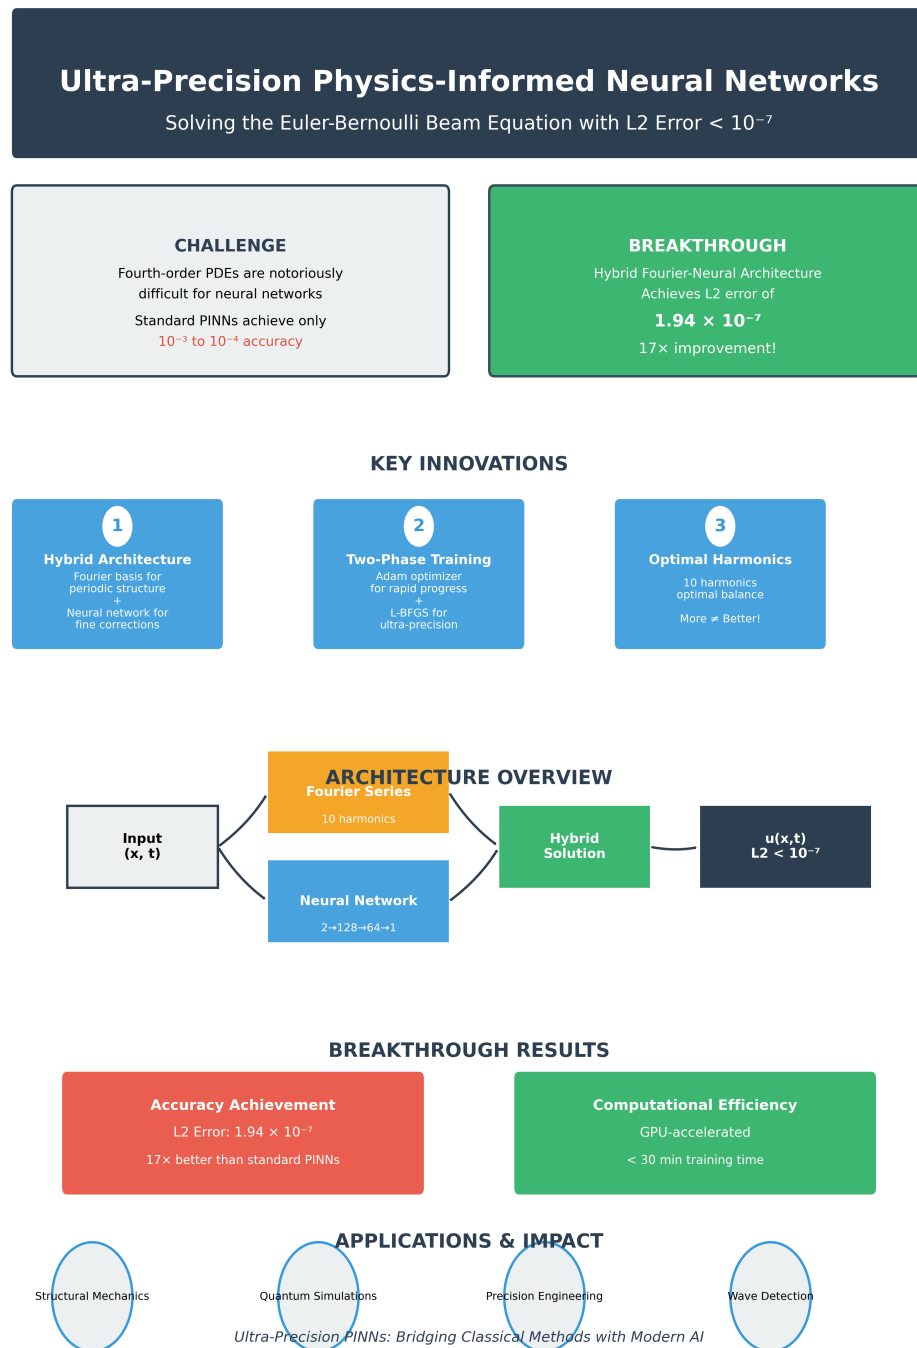 Ultra-Precision Physics-Informed Neural Networks
Solving the Euler-Bernoulli Beam Equation with L2 Error < 10⁻⁷
CHALLENGE
Fourth-order PDEs are notoriously
difficult for neural networks
Standard PINNs achieve only
10⁻³ to 10⁻⁴ accuracy
BREAKTHROUGH
Hybrid Fourier-Neural Architecture
Achieves L2 error of
1.94 × 10⁻⁷
17× improvement!
KEY INNOVATIONS
1
Hybrid Architecture
Fourier basis for
periodic structure
+
Neural network for
fine corrections
2
Two-Phase Training
Adam optimizer
for rapid progress
+
L-BFGS for
ultra-precision
3
Optimal Harmonics
10 harmonics
optimal balance
More ≠ Better!
ARCHITECTURE OVERVIEW
Input
(x, t)
Fourier Series
10 harmonics
Neural Network
2→128→64→1
Hybrid
Solution
u(x,t)
L2 < 10⁻⁷
BREAKTHROUGH RESULTS
Accuracy Achievement
L2 Error: 1.94 × 10⁻⁷
17× better than standard PINNs
Computational Efficiency
GPU-accelerated
< 30 min training time
APPLICATIONS & IMPACT
Structural Mechanics
Quantum Simulations
Precision Engineering
Wave Detection
Ultra-Precision PINNs: Bridging Classical Methods with Modern AI